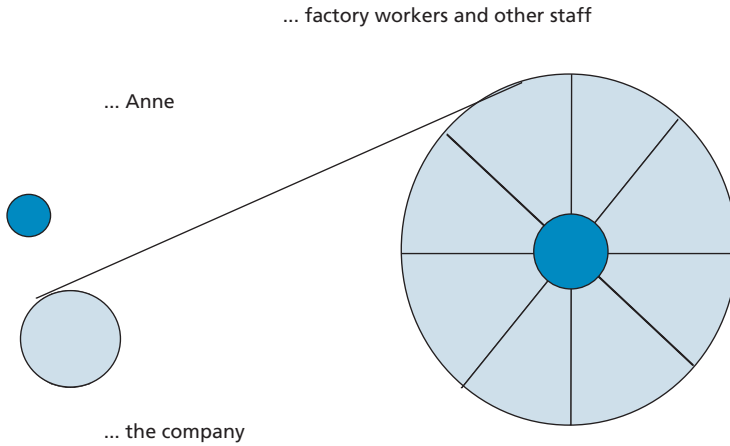 ... factory workers and other staff
... Anne
... the company